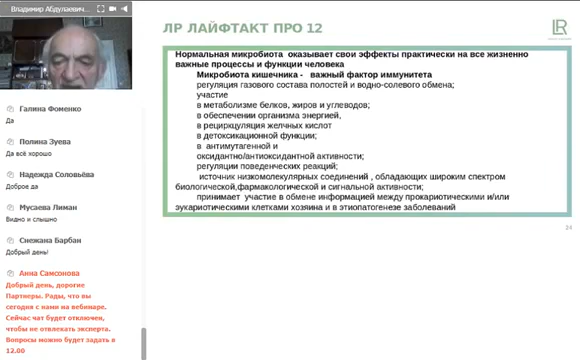 Владимир Абдулаевич...
Галина Фоменко
Да
Полина Зуева
Да всё хорошо
Надежда Соловьёва
Доброе да
Мусаева Лиман
Видно и слышно
Снежана Барбан
Добрый день!
Анна Самсонова
Добрый день, дорогие
Партнеры. Рады, что вы
сегодня с нами на вебинаре.
Сейчас чат будет отключен,
чтобы не отвлекать эксперта.
Вопросы можно будет задать в
12.00
ЛР ЛАЙФТАКТ ПРО 12
LR
Нормальная микробиота оказывает свои эффекты практически на все жизненно
важные процессы и функции человека
Микробиота кишечника - важный фактор иммунитета
регуляция газового состава полостей и водно-солевого обмена;
участие
в метаболизме белков, жиров и углеводов;
в обеспечении организма энергией,
в рециркуляция желчных кислот
в детоксикационной функции;
в антимутагенной и
оксидантно/антиоксидантной активности;
регуляции поведенческих реакций;
источник низкомолекулярных соединений , обладающих широким спектром
биологической,фармакологической и сигнальной активности;
принимает участие в обмене информацией между прокариотическими и/или
эукариотическими клетками хозяина и в этиопатогенезе заболеваний